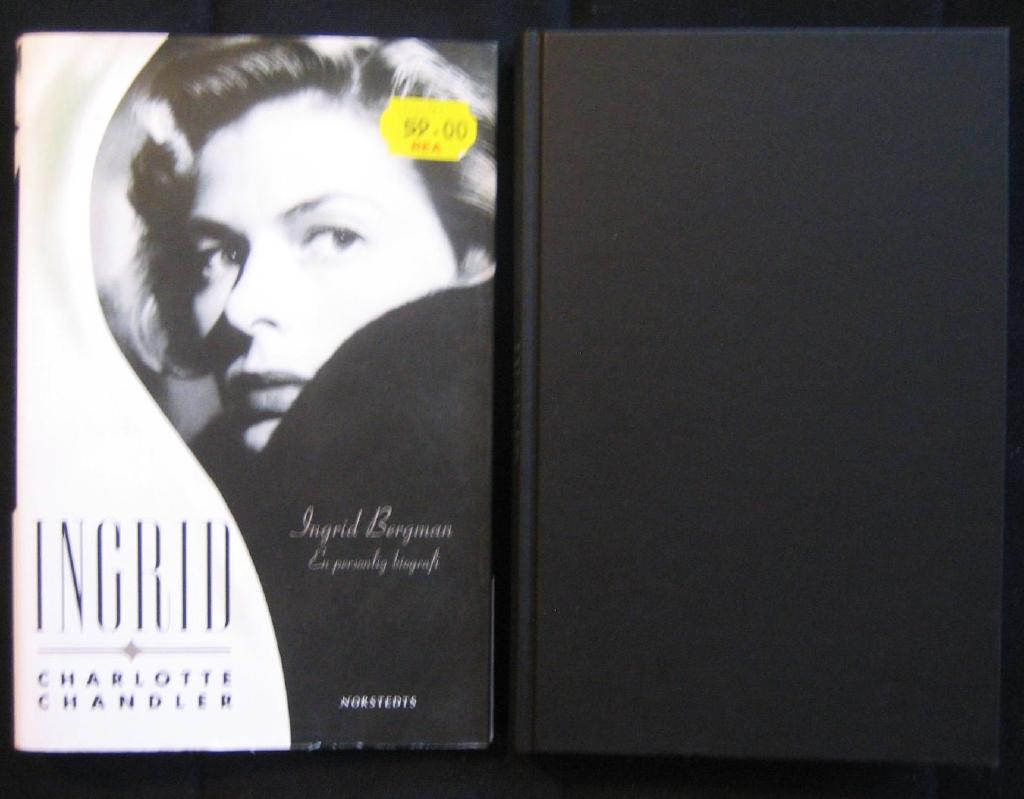 59.00
REA
Ingrid Bergman
En personlig biografi
INGRID
CHARLOTTE
CHANDLER
NORSTEDTS